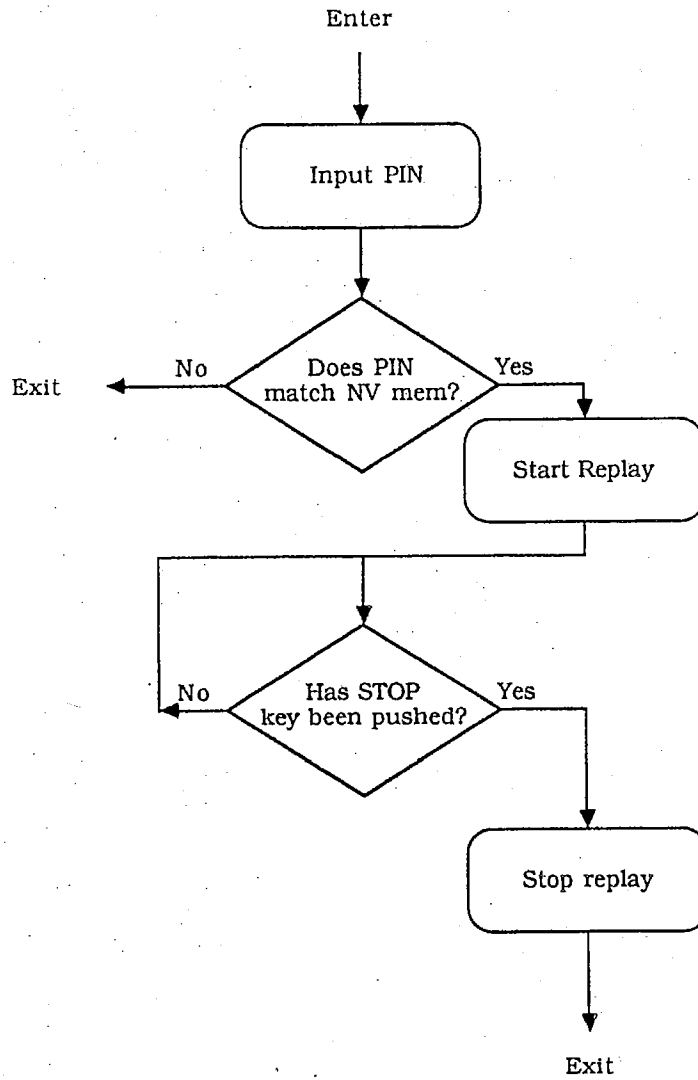 Enter
Input PIN
Does PIN
match NV mem?
No
Yes
Exit
Start Replay
Has STOP
key been pushed?
No
Yes
Stop replay
Exit